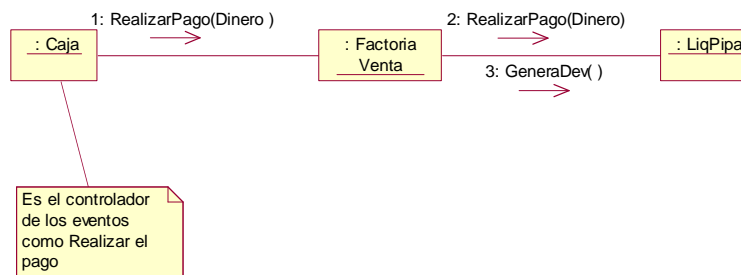 1: RealizarPago(Dinero )
2: RealizarPago(Dinero)
: Caja
: Factoria
Venta
: LiqPipa
3: GeneraDev( )
Es el controlador
de los eventos
como Realizar el
pago